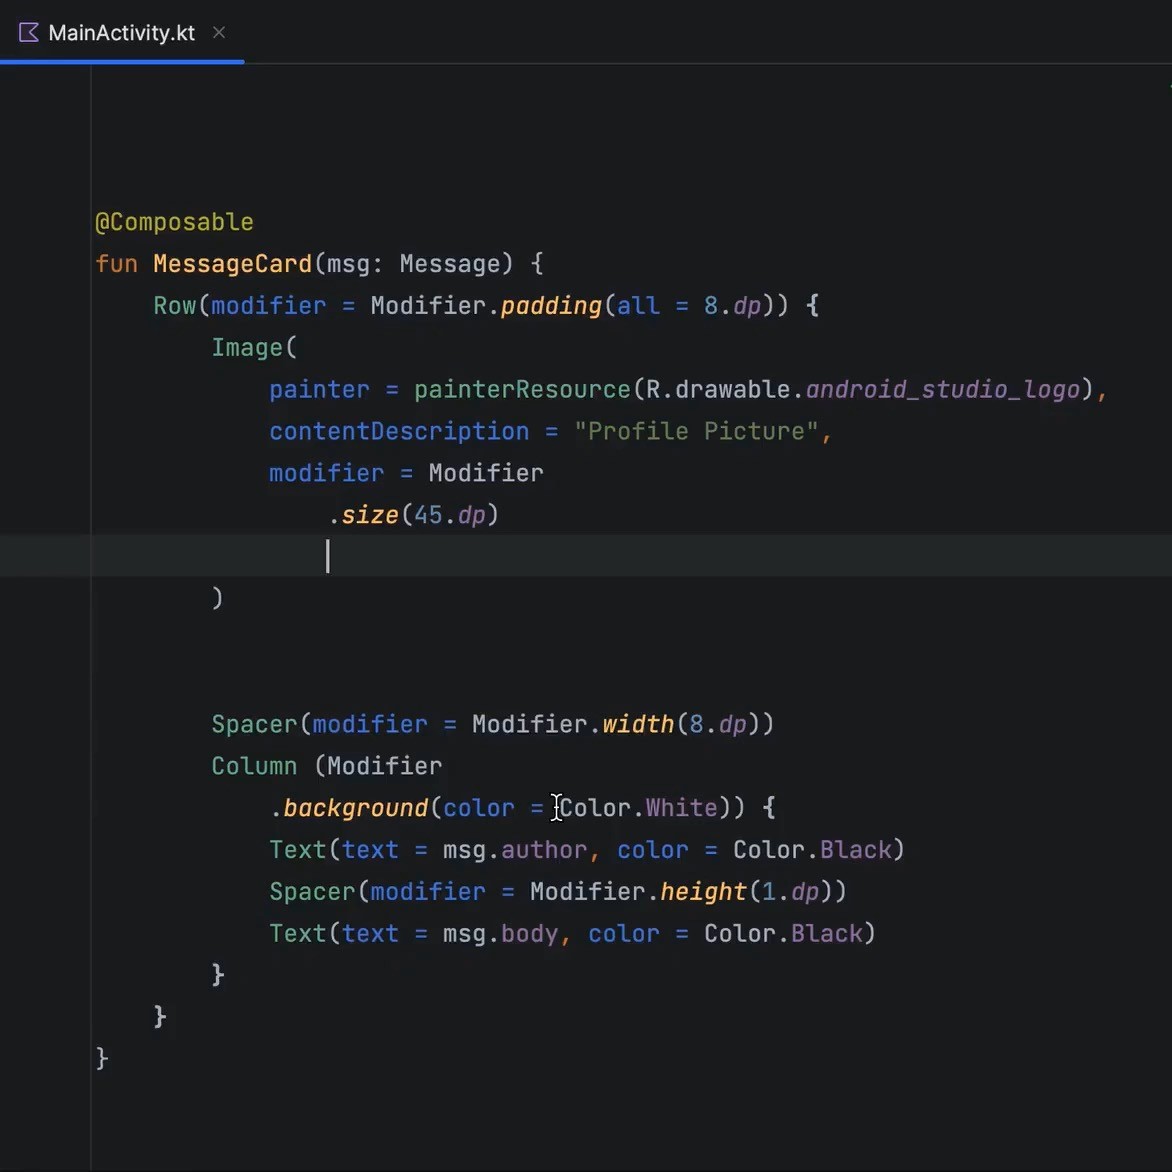 MainActivity.kt
@Composable
fun MessageCard(msg: Message) {
    Row(modifier = Modifier.padding(all = 8.dp)) {
        Image(
            painter = painterResource(R.drawable.android_studio_logo),
            contentDescription = "Profile Picture",
            modifier = Modifier
                .size(45.dp)
        )
        Spacer(modifier = Modifier.width(8.dp))
        Column (Modifier
            .background(color = Color.White)) {
            Text(text = msg.author, color = Color.Black)
            Spacer(modifier = Modifier.height(1.dp))
            Text(text = msg.body, color = Color.Black)
        }
    }
}